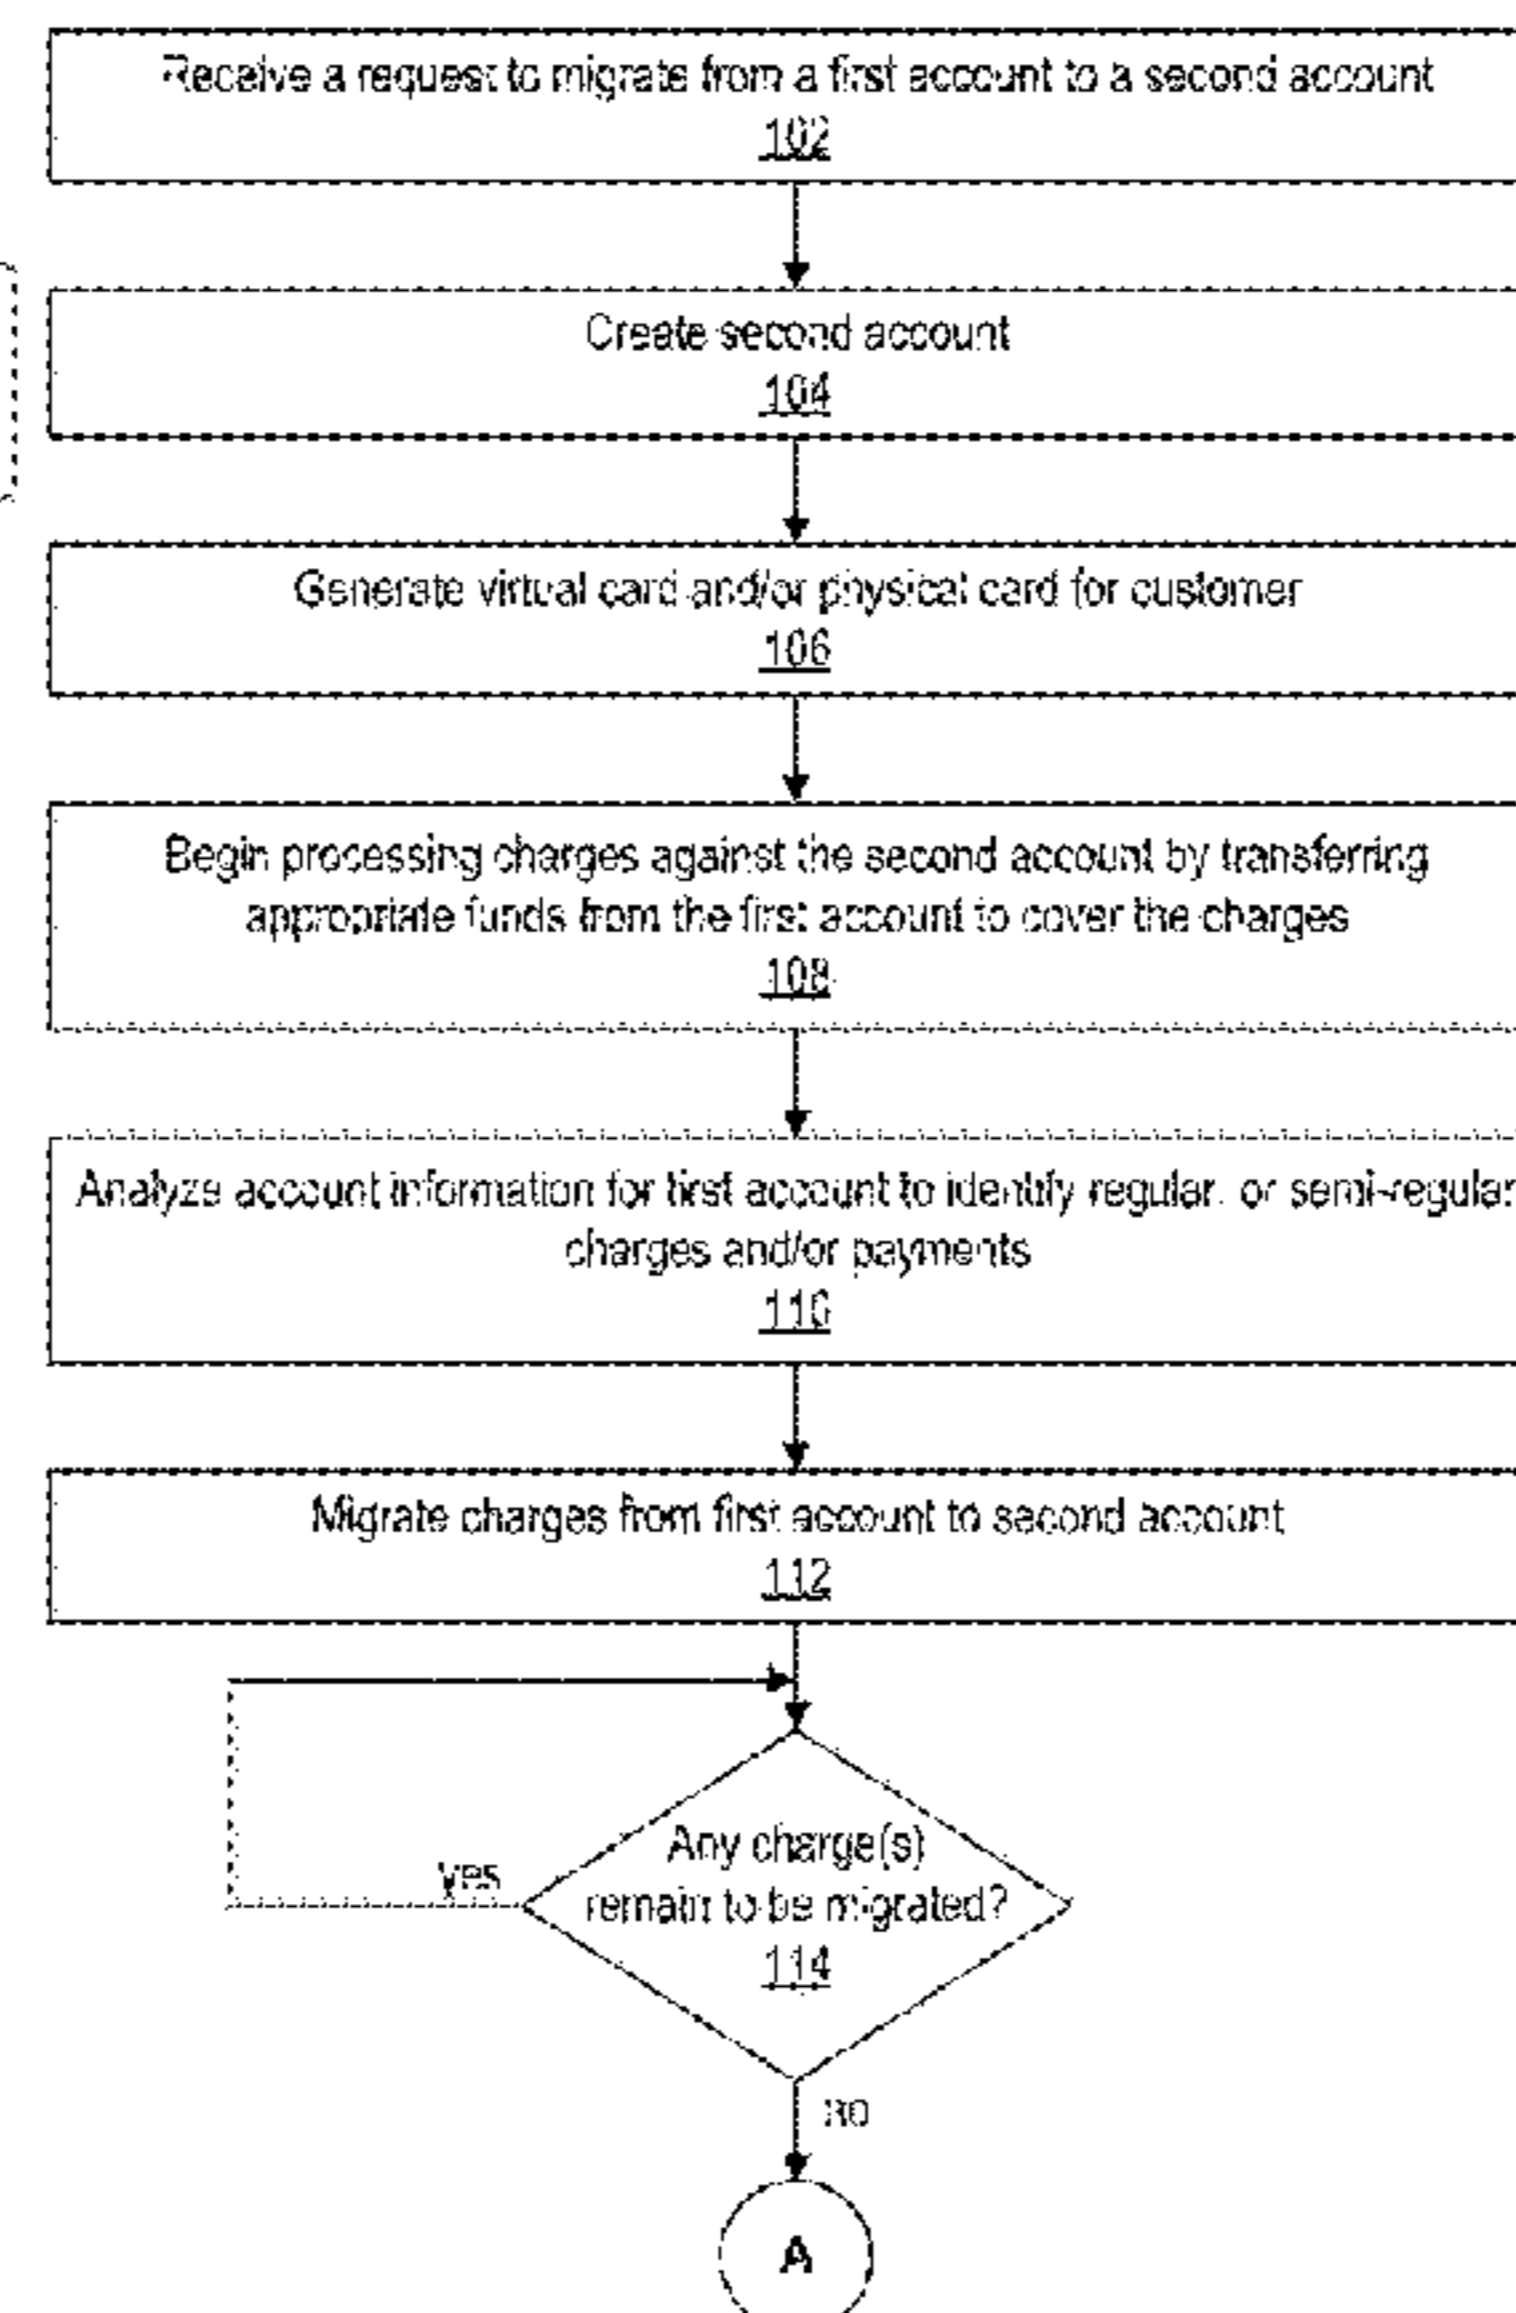 Receive a request to migrate from a first account to a second account
102
Create second account
104
Generate virtual card and/or physical card for customer
106
Begin processing charges against the second account by transferring
appropriate funds from the first account to cover the charges
108
Analyze account information for first account to identify regular or semi-regular
charges and/or payments
110
Migrate charges from first account to second account
112
Any charge(s)
yes
remain to be migrated?
114
no
A